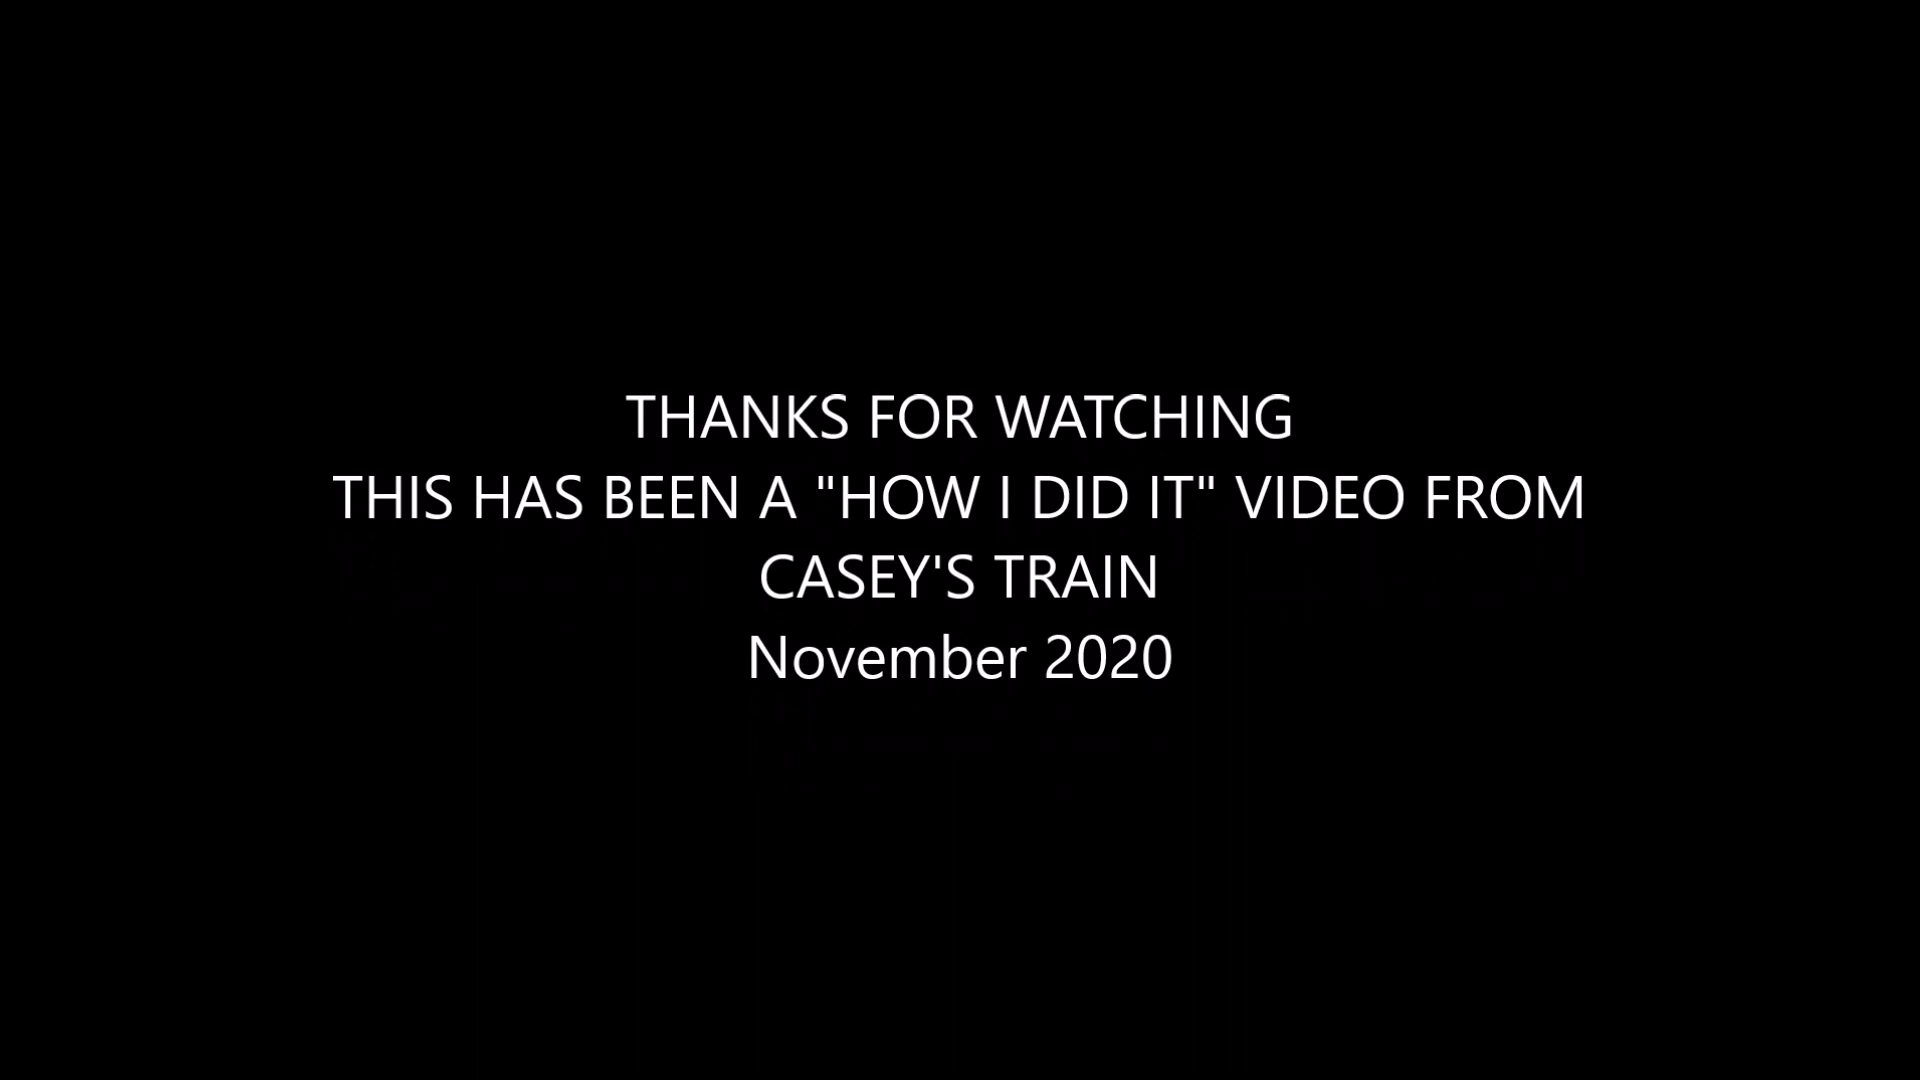 THANKS FOR WATCHING
THIS HAS BEEN A "HOW I DID IT" VIDEO FROM
CASEY'S TRAIN
November 2020